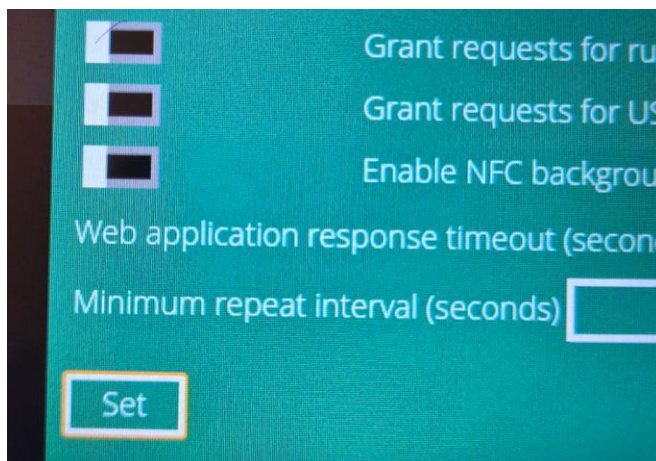 Grant requests for ru
Grant requests for US
Enable NFC backgrou
Web application response timeout (secon
Minimum repeat interval (seconds)
Set